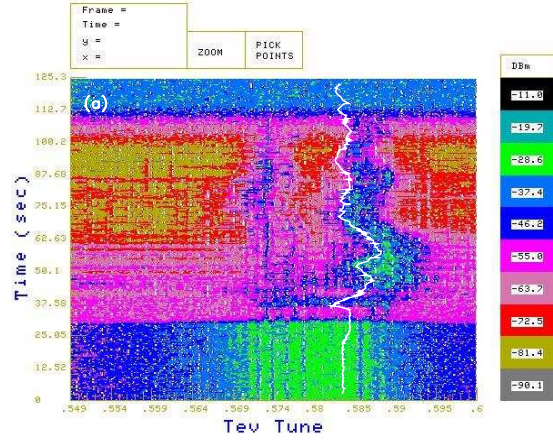 Frame =
Time =
y =
x =
ZOOM
PICK
POINTS
DBm
-11.0
-19.7
-28.6
-37.4
-46.2
-55.0
-63.7
-72.5
-81.4
-90.1
185.3
112.7
100.2
87.68
75.15
62.63
50.1
37.58
25.05
12.52
0
Time (sec)
(a)
.549 .554 .559 .564 .569 .574 .58 .585 .59 .595 .6
Tev Tune